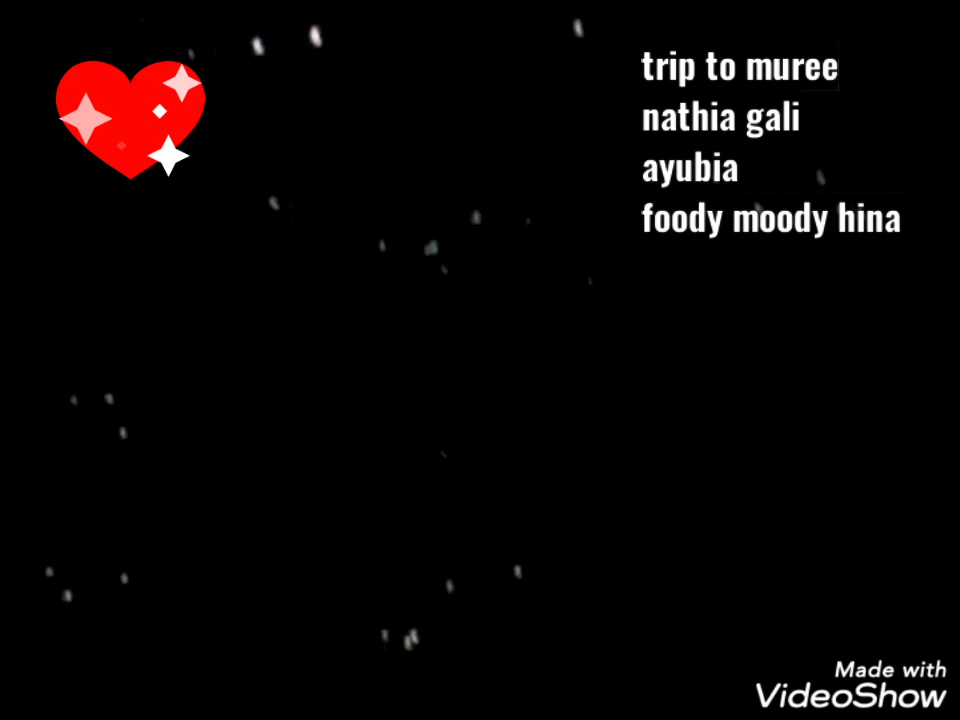 trip to muree
nathia gali
ayubia
foody moody hina
Made with
VideoShow